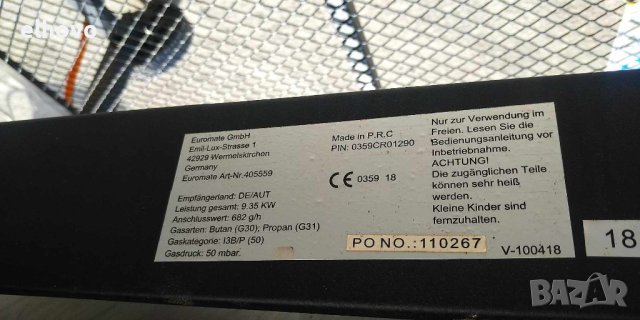 elnovo
Euromate GmbH
Emil-Lux-Strasse 1
42929 Wermelskirchen
Germany
Euromate Art-Nr.405559
Empfängerland: DE/AUT
Leistung gesamt: 9.35 KW
Anschlusswert: 682 g/h
Gasarten: Butan (G30); Propan (G31)
Gaskategorie: I3B/P (50)
Gasdruck: 50 mbar.
Made in P.R.C
PIN: 0359CR01290
CE 0359 18
PO NO.:110267
Nur zur Verwendung im
Freien. Lesen Sie die
Bedienungsanleitung vor
Inbetriebnahme.
ACHTUNG!
Die zugänglichen Teile
können sehr heiß
werden.
Kleine Kinder sind
fernzuhalten.
V-100418
18
BAZAR